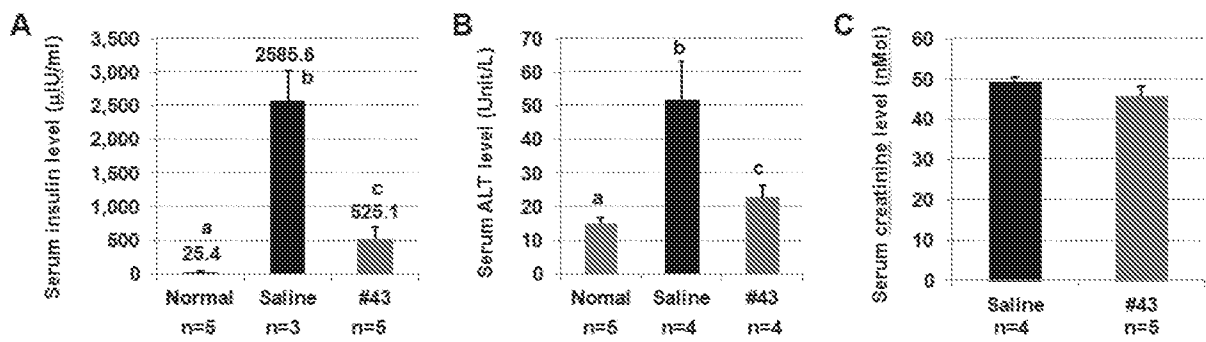 A
Serum insulin level (µIU/ml)
3,500
3,000
2,500
2,000
1,500
1,000
500
0
a
25.4
2585.6
b
c
525.1
Normal
Saline
#43
n=5
n=3
n=5
B
Serum ALT level (Unit/L)
70
60
50
40
30
20
10
0
a
b
c
Nomal
Saline
#43
n=5
n=4
n=4
C
Serum creatinine level (nMol)
60
50
40
30
20
10
0
Saline
#43
n=4
n=5